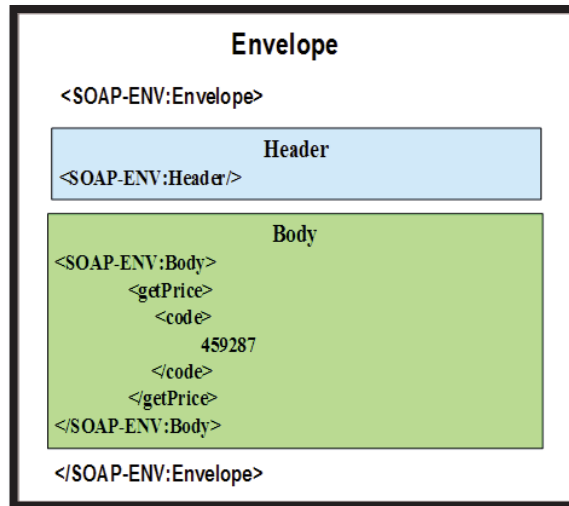 Envelope
<SOAP-ENV:Envelope>
Header
<SOAP-ENV:Header/>
Body
<SOAP-ENV:Body>
<getPrice>
<code>
459287
</code>
</getPrice>
</SOAP-ENV:Body>
</SOAP-ENV:Envelope>